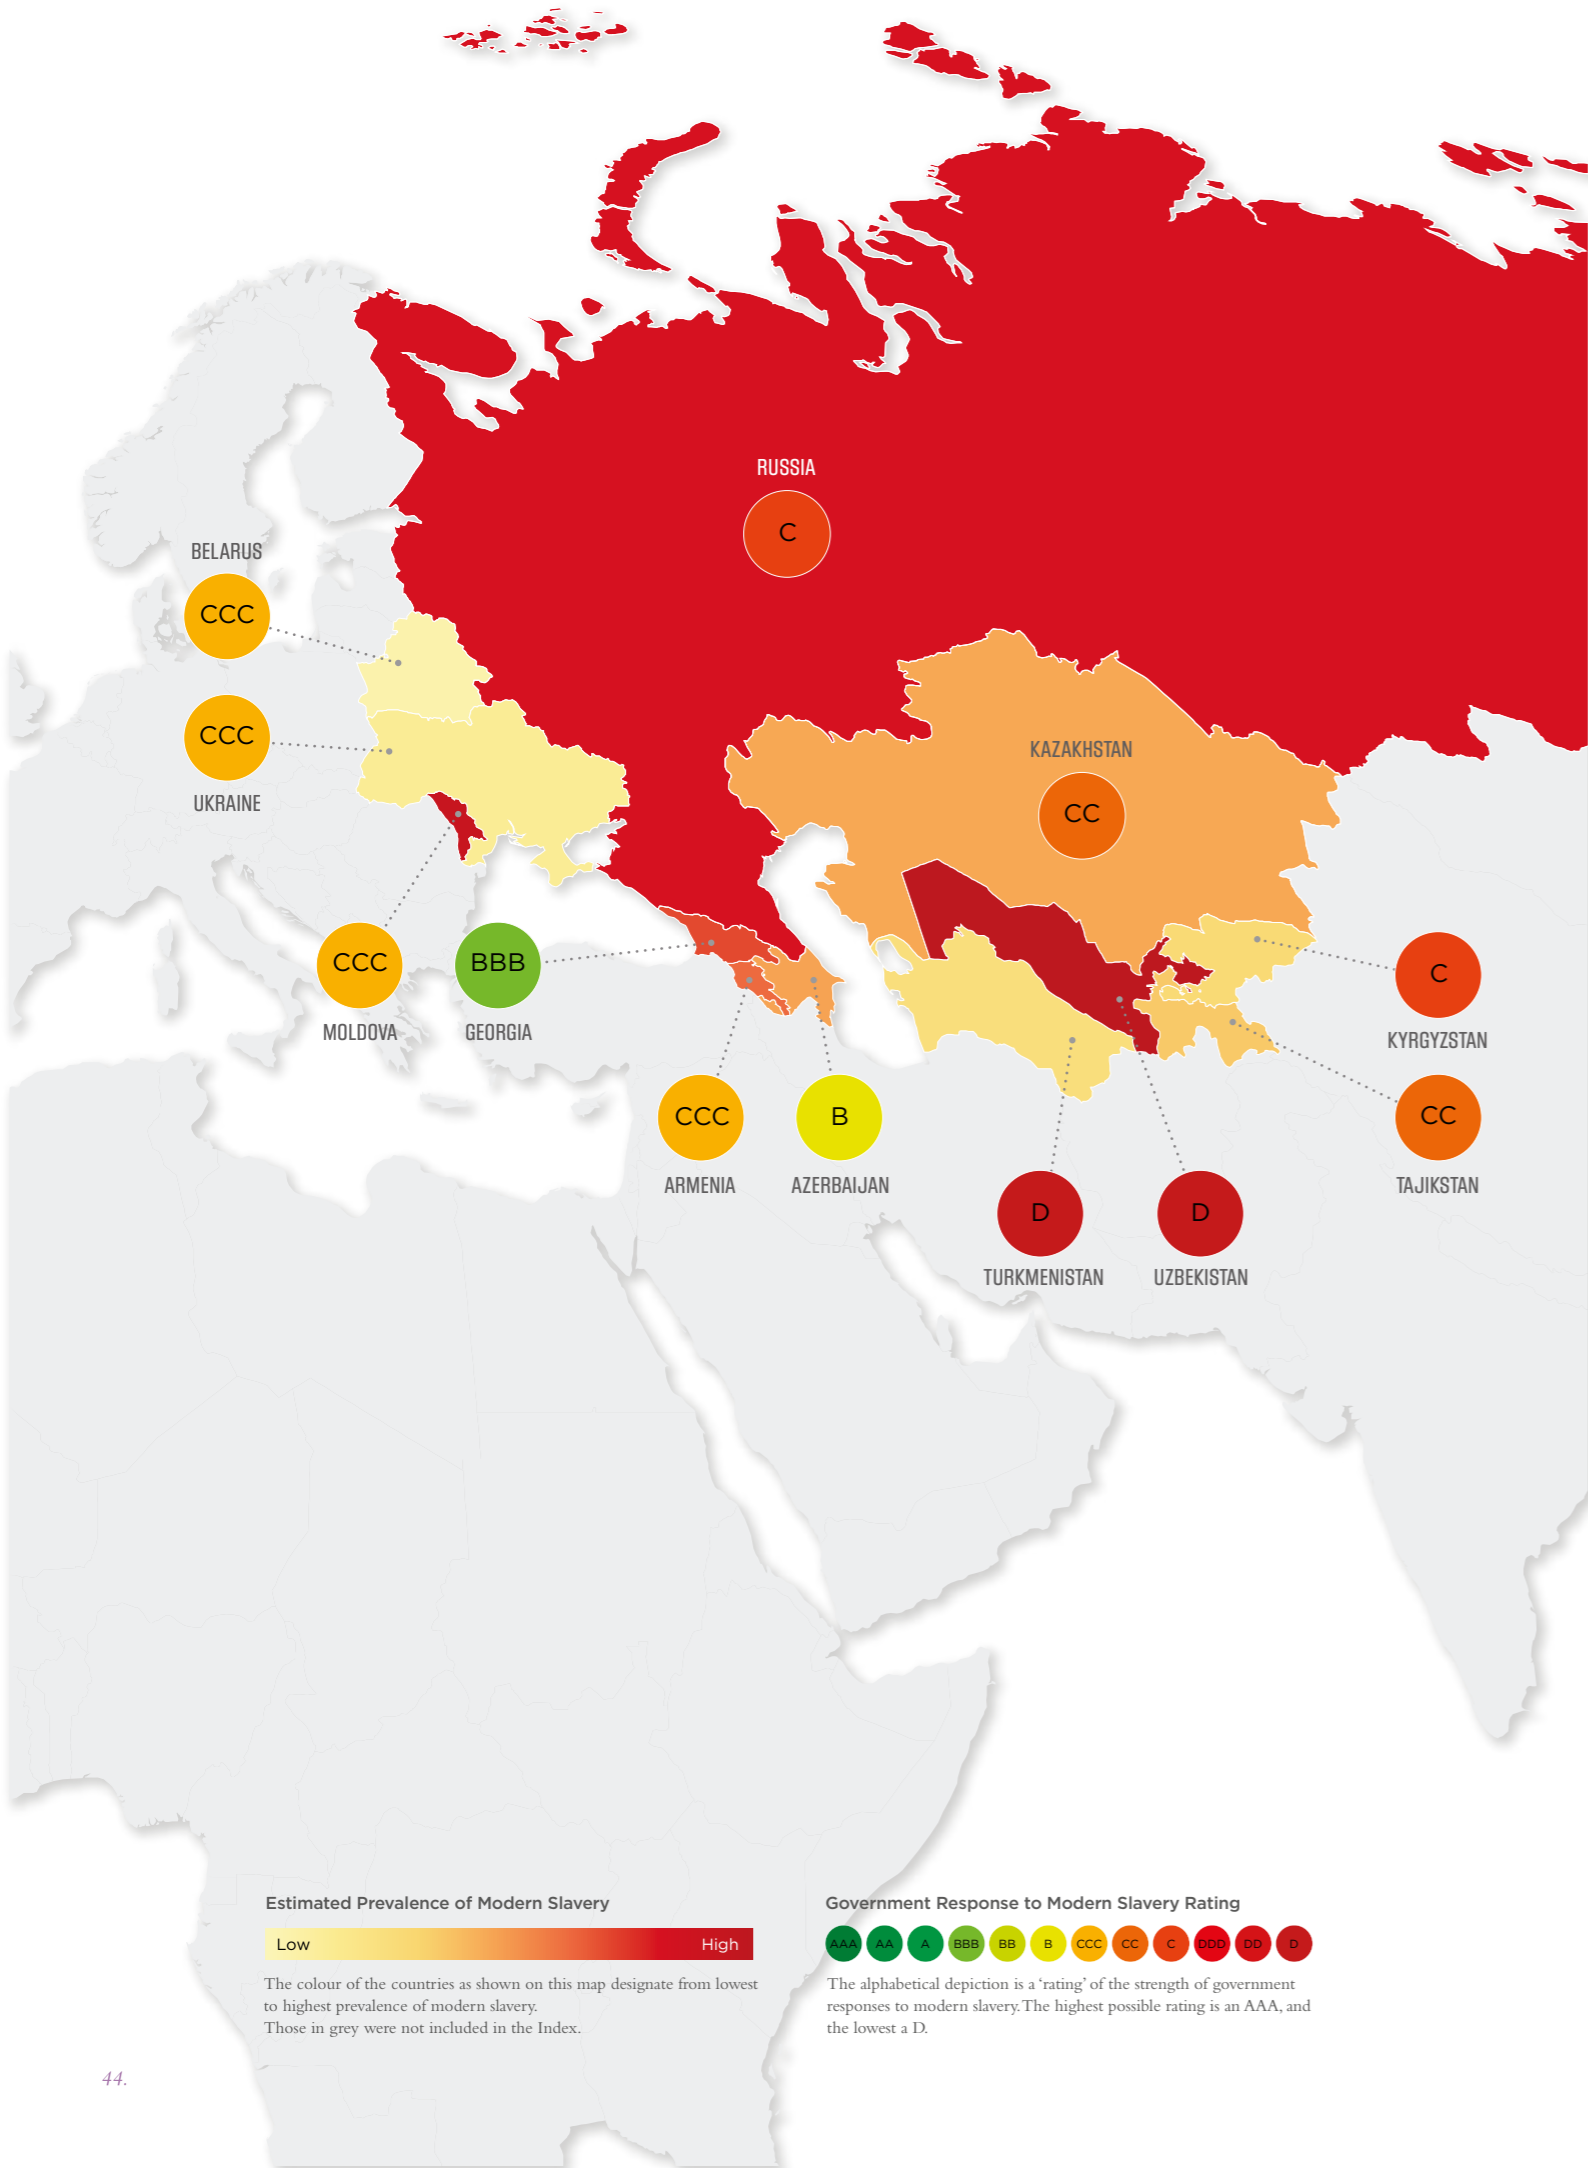 RUSSIA
C
BELARUS
CCC
CCC
UKRAINE
KAZAKHSTAN
CC
CCC
MOLDOVA
BBB
GEORGIA
C
KYRGYZSTAN
CCC
ARMENIA
B
AZERBAIJAN
CC
TAJIKSTAN
D
TURKMENISTAN
D
UZBEKISTAN
Estimated Prevalence of Modern Slavery
Low High
The colour of the countries as shown on this map designate from lowest
to highest prevalence of modern slavery.
Those in grey were not included in the Index.
Government Response to Modern Slavery Rating
AAA AA A BBB BB B CCC CC C DDD DD D
The alphabetical depiction is a ‘rating’ of the strength of government
responses to modern slavery. The highest possible rating is an AAA, and
the lowest a D.
44.